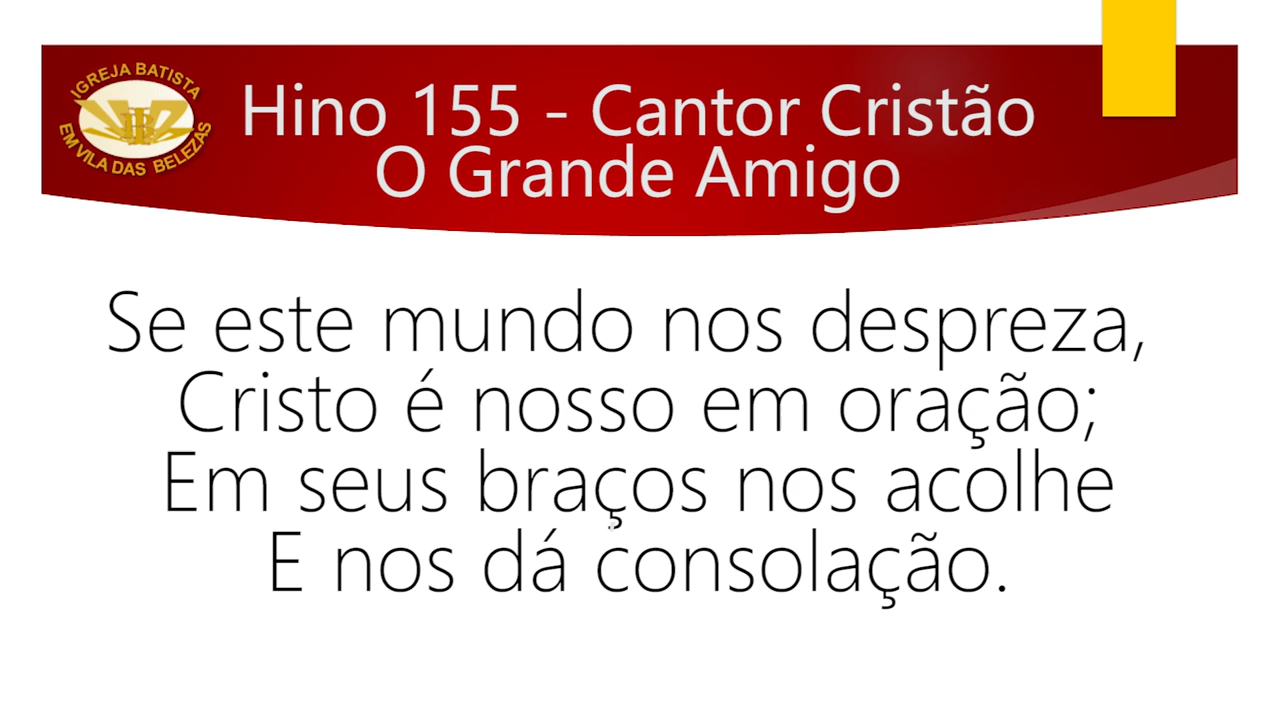 IGREJA BATISTA
EM VILA DAS BELEZAS
Hino 155 - Cantor Cristão
O Grande Amigo
Se este mundo nos despreza,
Cristo é nosso em oração;
Em seus braços nos acolhe
E nos dá consolação.